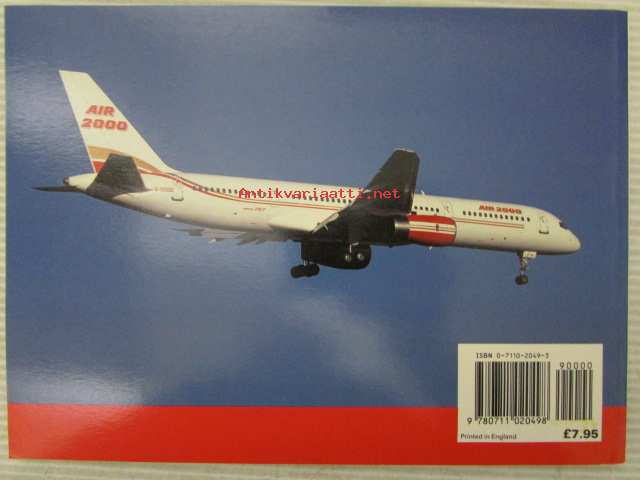 AIR
2000
Antikvariaatti.net
AIR 2000
ISBN 0-7110-2049-3
90000
9 780711 020498
Printed in England
£7.95